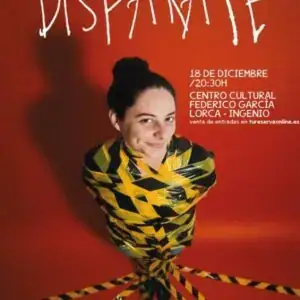 DISPARATE
18 DE DICIEMBRE
/20:30H
CENTRO CULTURAL
FEDERICO GARCÍA
LORCA - INGENIO
venta de entradas en tureservaonline.es